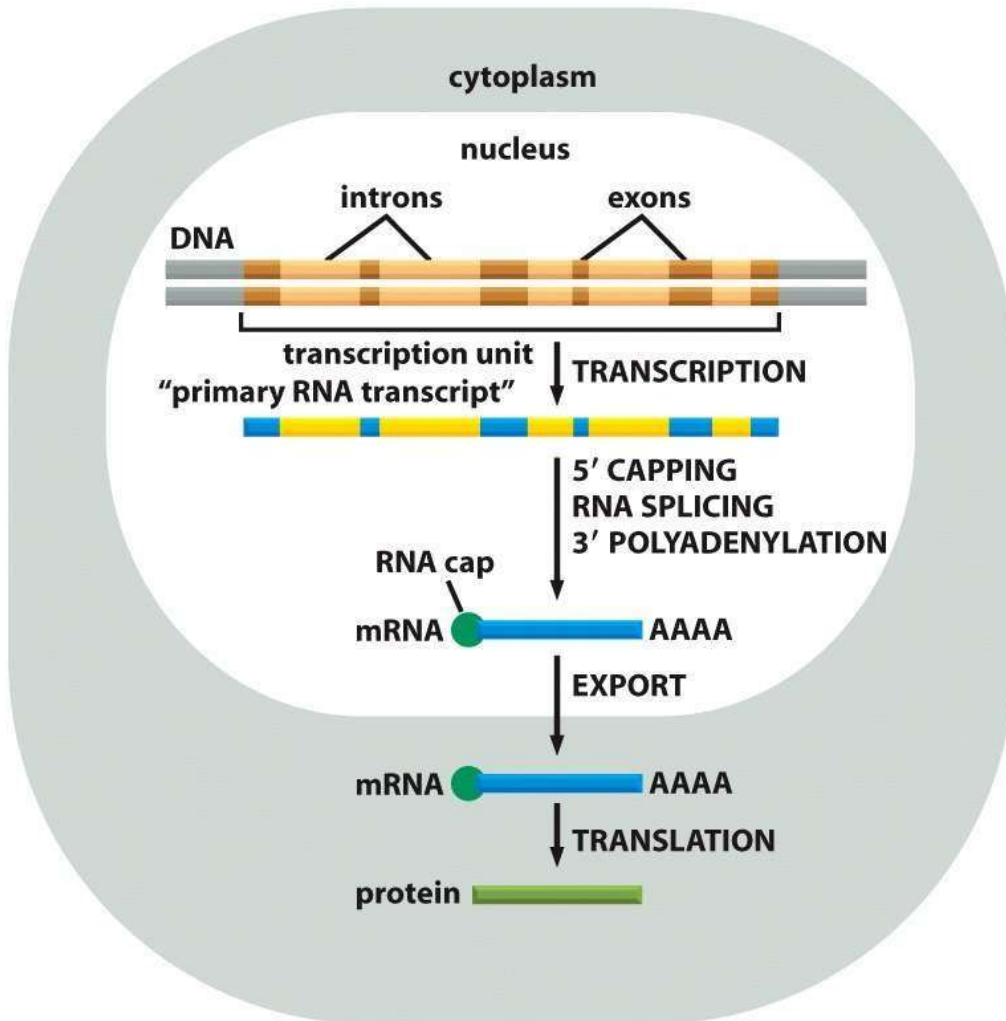 cytoplasm
nucleus
introns
exons
DNA
transcription unit
“primary RNA transcript”
TRANSCRIPTION
5′ CAPPING
RNA SPLICING
3′ POLYADENYLATION
RNA cap
mRNA
AAAA
EXPORT
mRNA
AAAA
TRANSLATION
protein